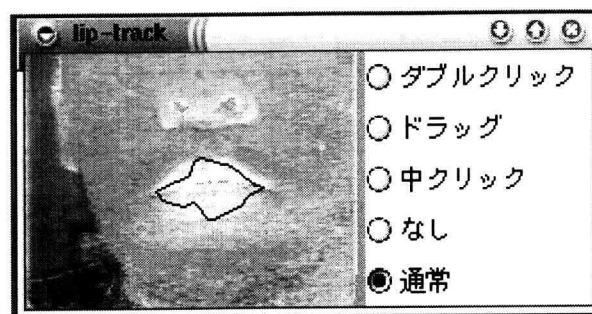 lip-track
ダブルクリック
ドラッグ
中クリック
なし
通常